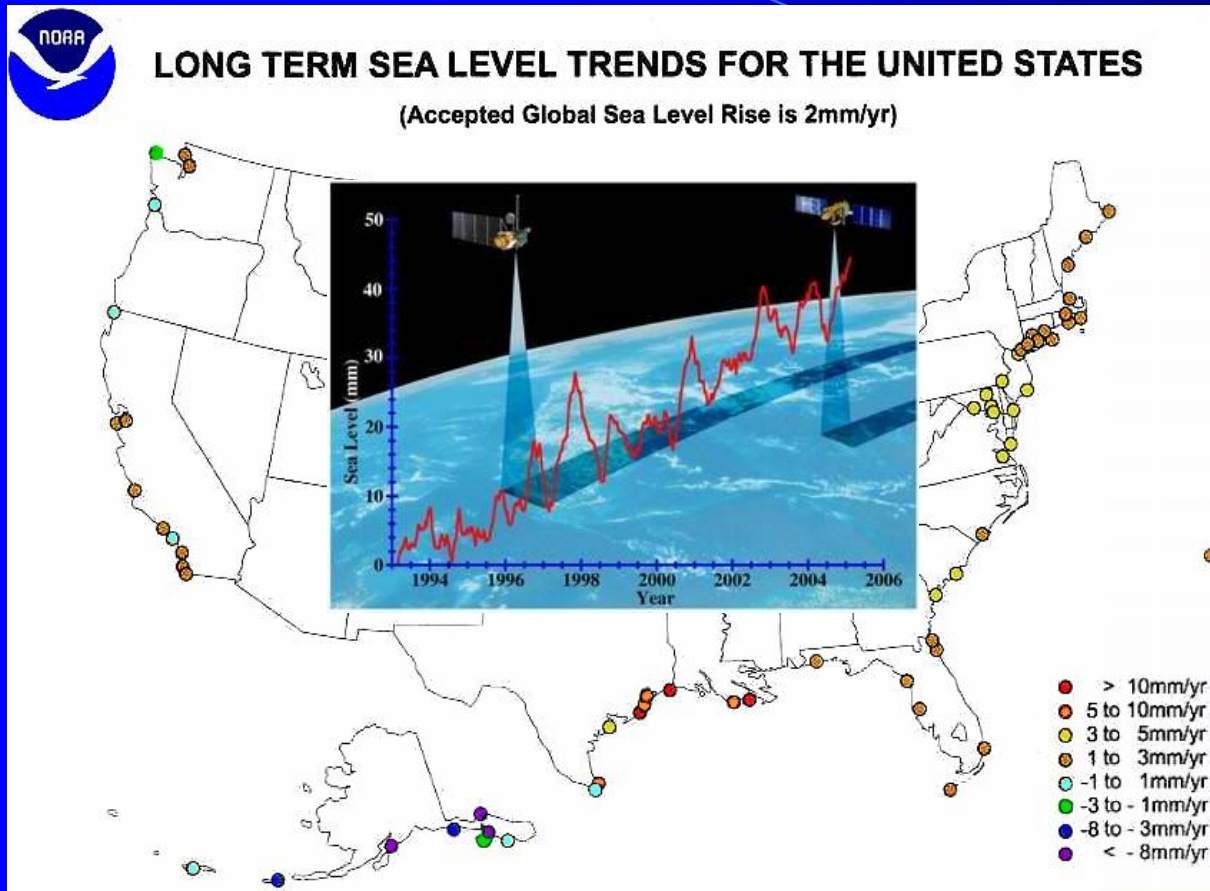 NOAA
LONG TERM SEA LEVEL TRENDS FOR THE UNITED STATES
(Accepted Global Sea Level Rise is 2mm/yr)
50
40
30
20
10
0
Sea Level (mm)
1994 1996 1998 2000 2002 2004 2006
Year
> 10mm/yr
5 to 10mm/yr
3 to 5mm/yr
1 to 3mm/yr
-1 to 1mm/yr
-3 to - 1mm/yr
-8 to - 3mm/yr
< - 8mm/yr